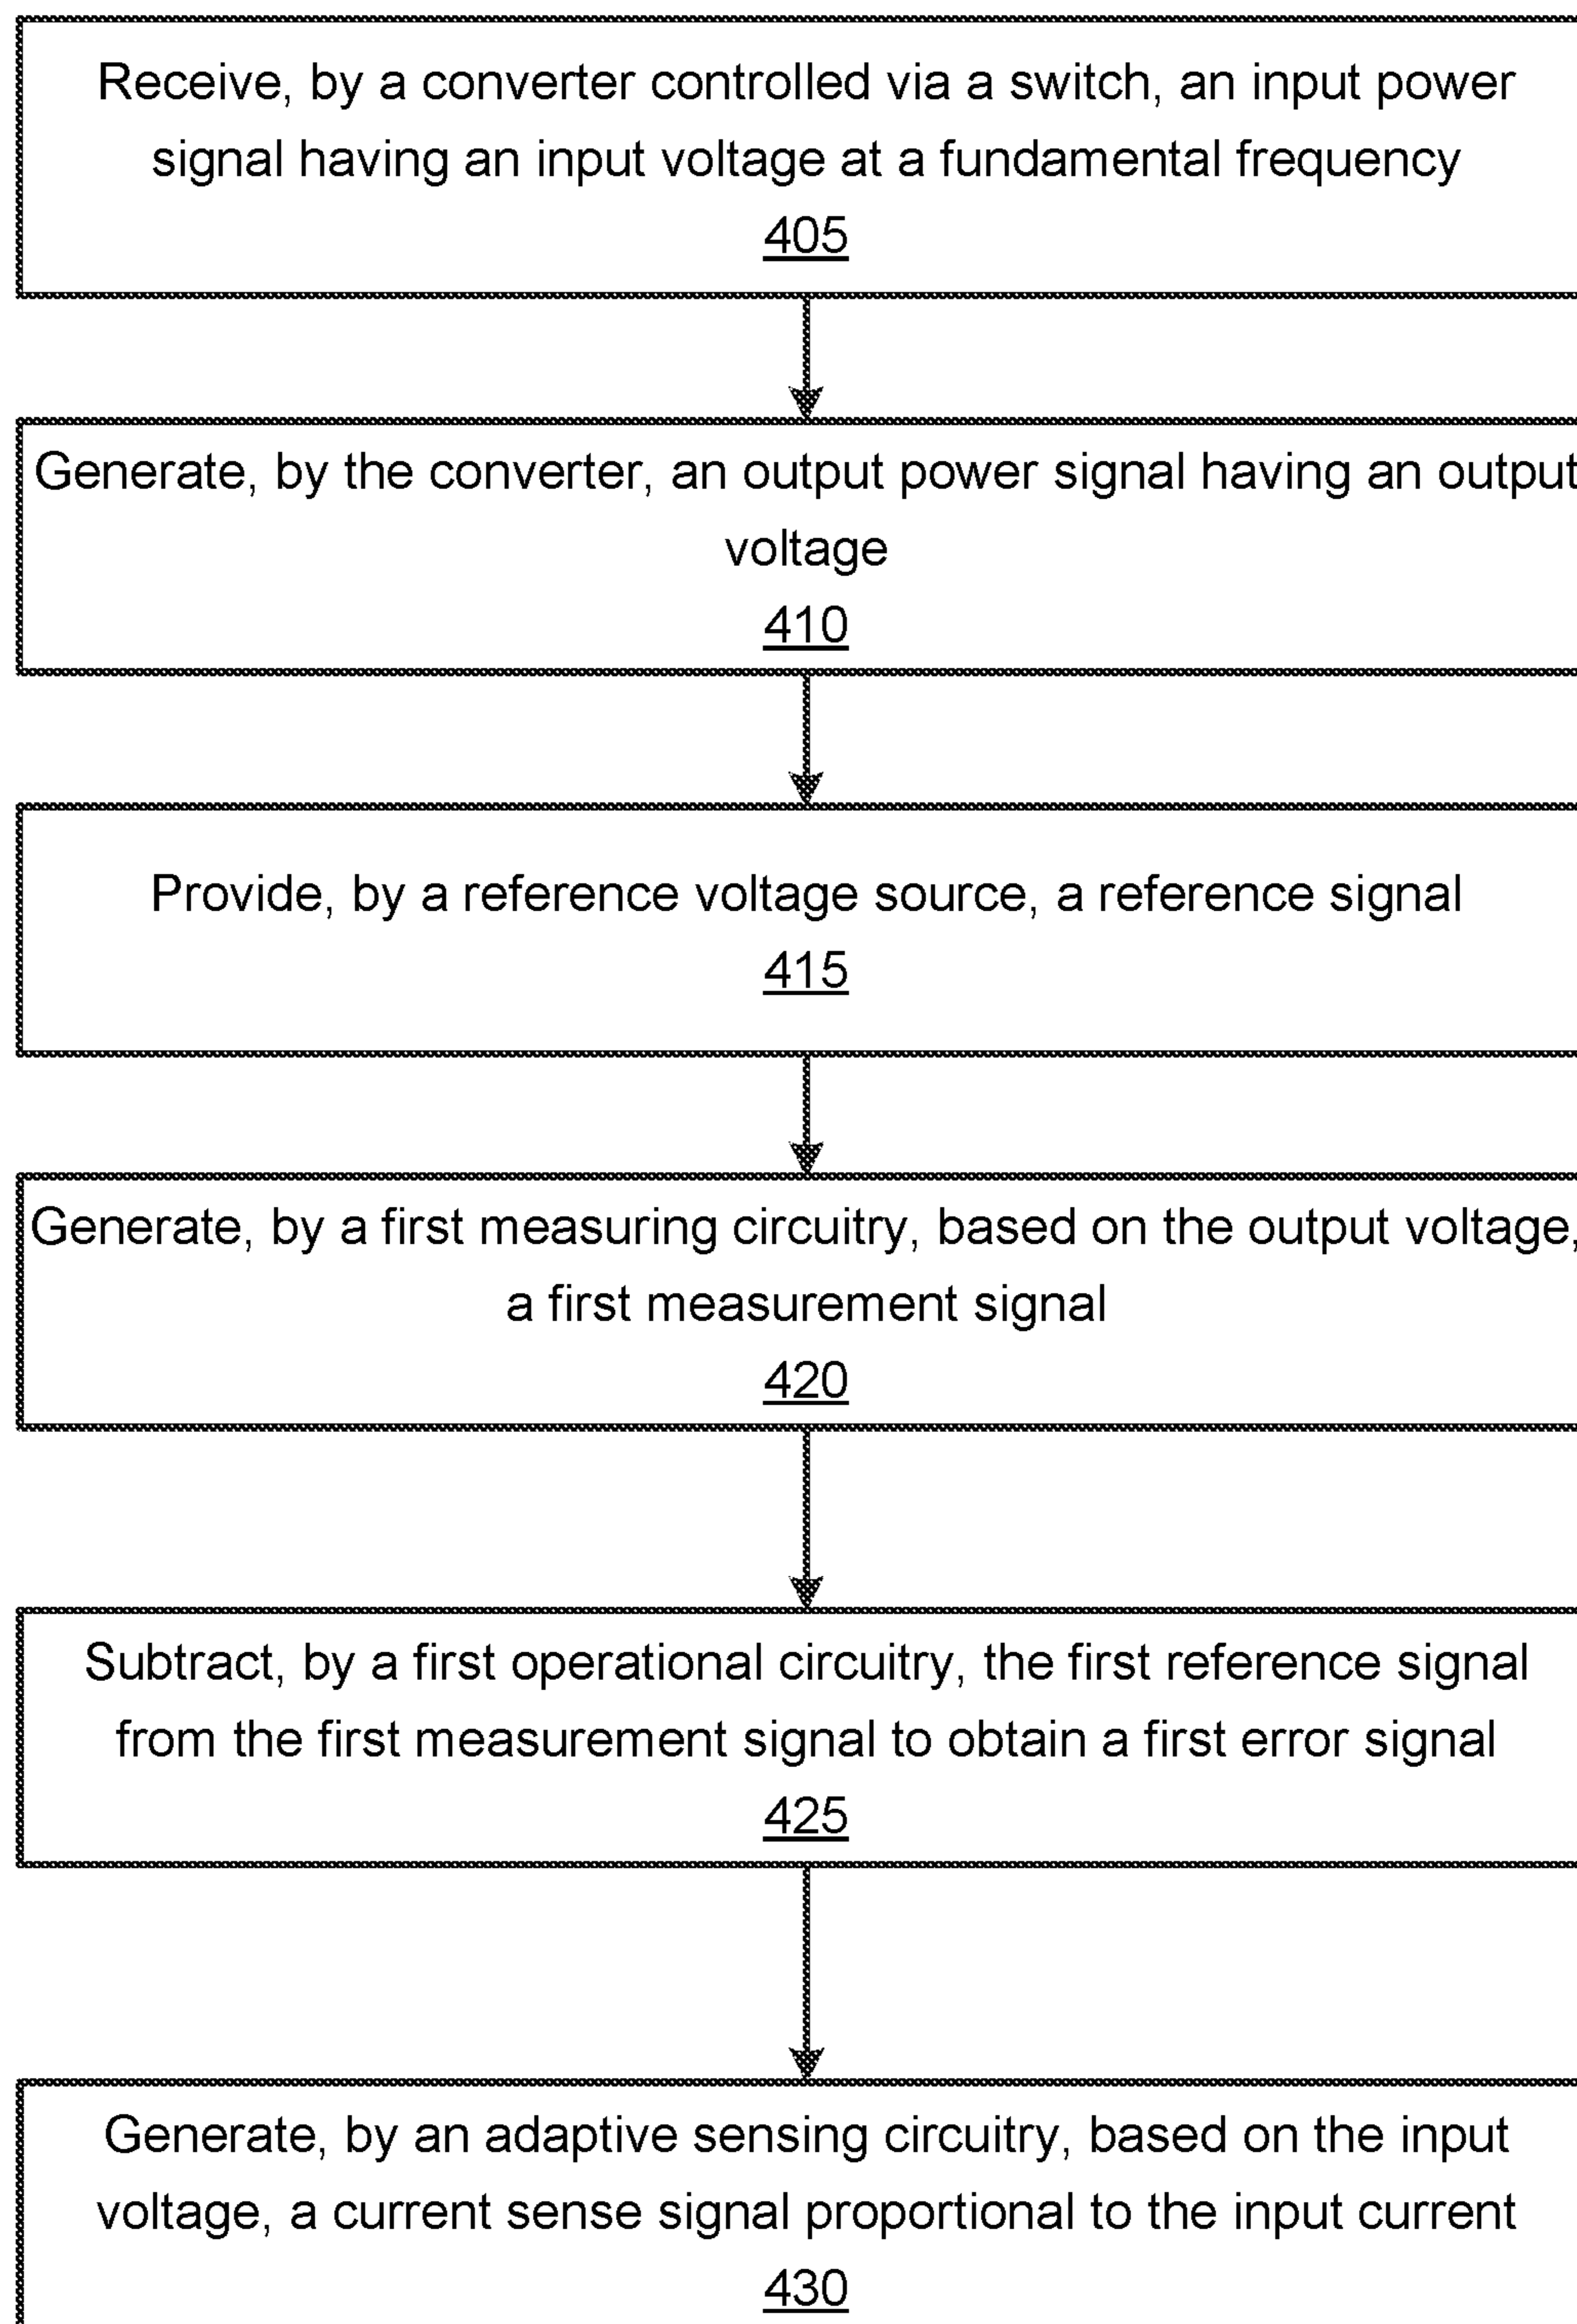 Receive, by a converter controlled via a switch, an input power
signal having an input voltage at a fundamental frequency
405
Generate, by the converter, an output power signal having an output
voltage
410
Provide, by a reference voltage source, a reference signal
415
Generate, by a first measuring circuitry, based on the output voltage,
a first measurement signal
420
Subtract, by a first operational circuitry, the first reference signal
from the first measurement signal to obtain a first error signal
425
Generate, by an adaptive sensing circuitry, based on the input
voltage, a current sense signal proportional to the input current
430